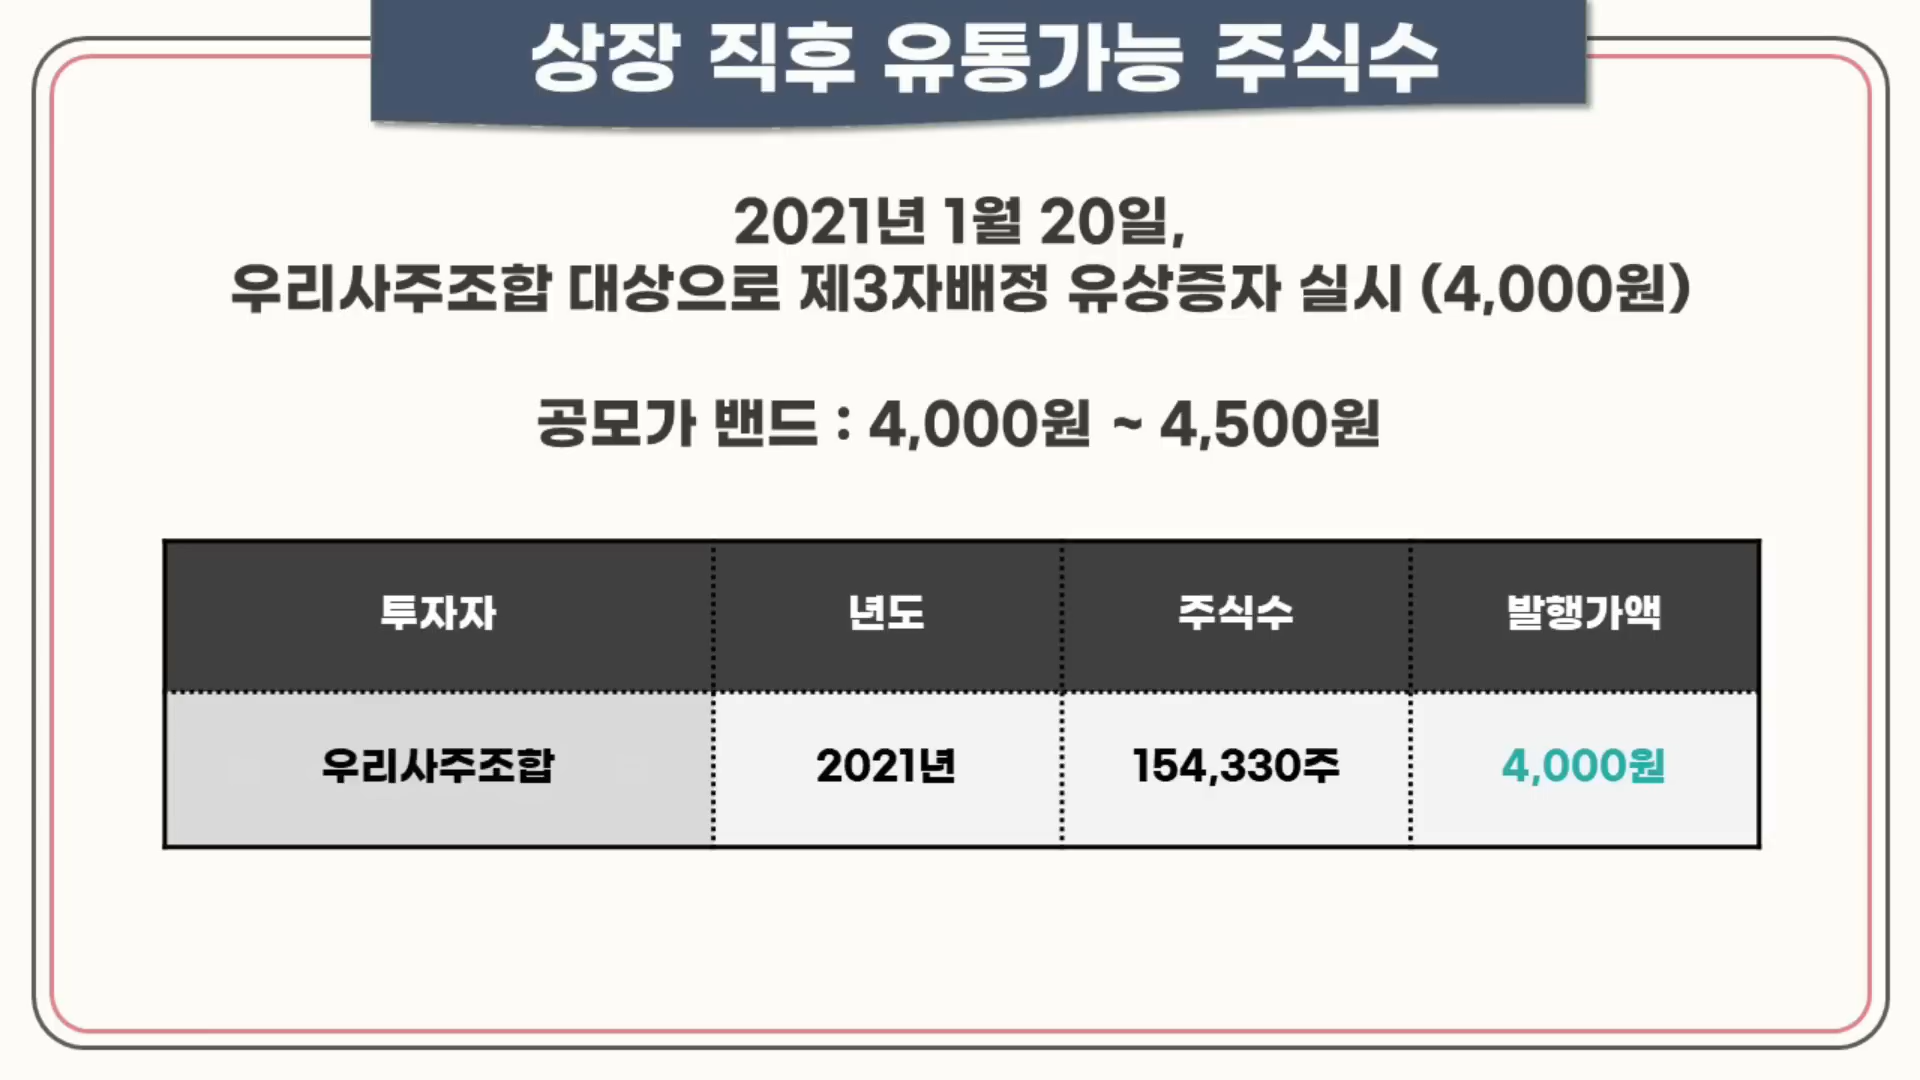 상장 직후 유통가능 주식수
2021년 1월 20일,
우리사주조합 대상으로 제3자배정 유상증자 실시 (4,000원)
공모가 밴드 : 4,000원 ~ 4,500원
투자자 년도 주식수 발행가액
우리사주조합 2021년 154,330주 4,000원